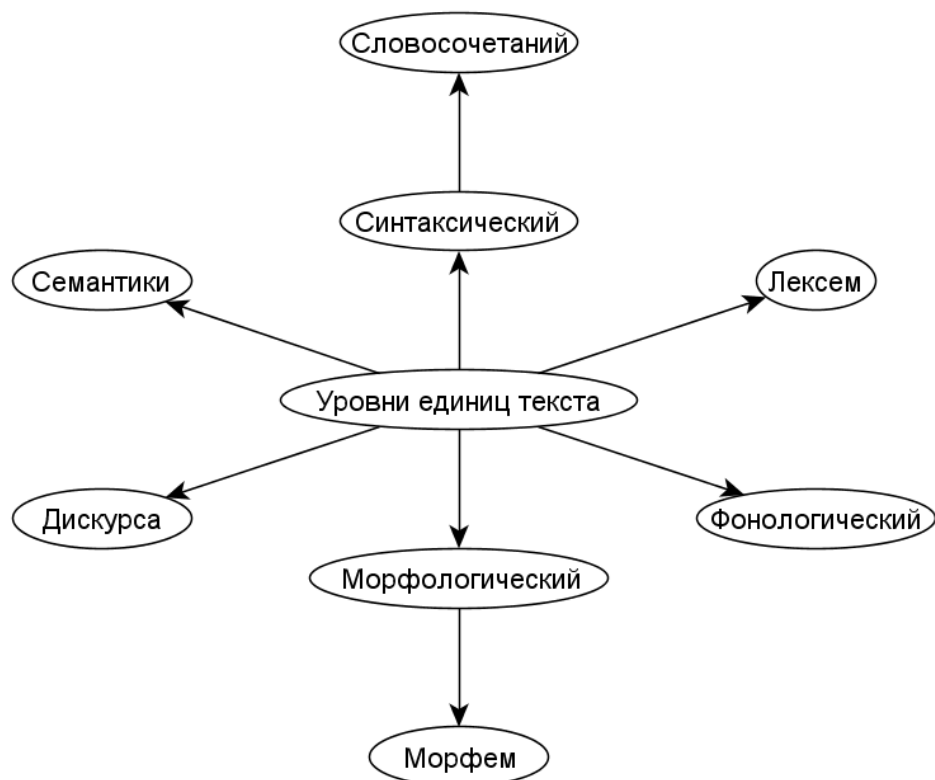 Словосочетаний
Синтаксический
Семантики
Лексем
Уровни единиц текста
Дискурса
Фонологический
Морфологический
Морфем